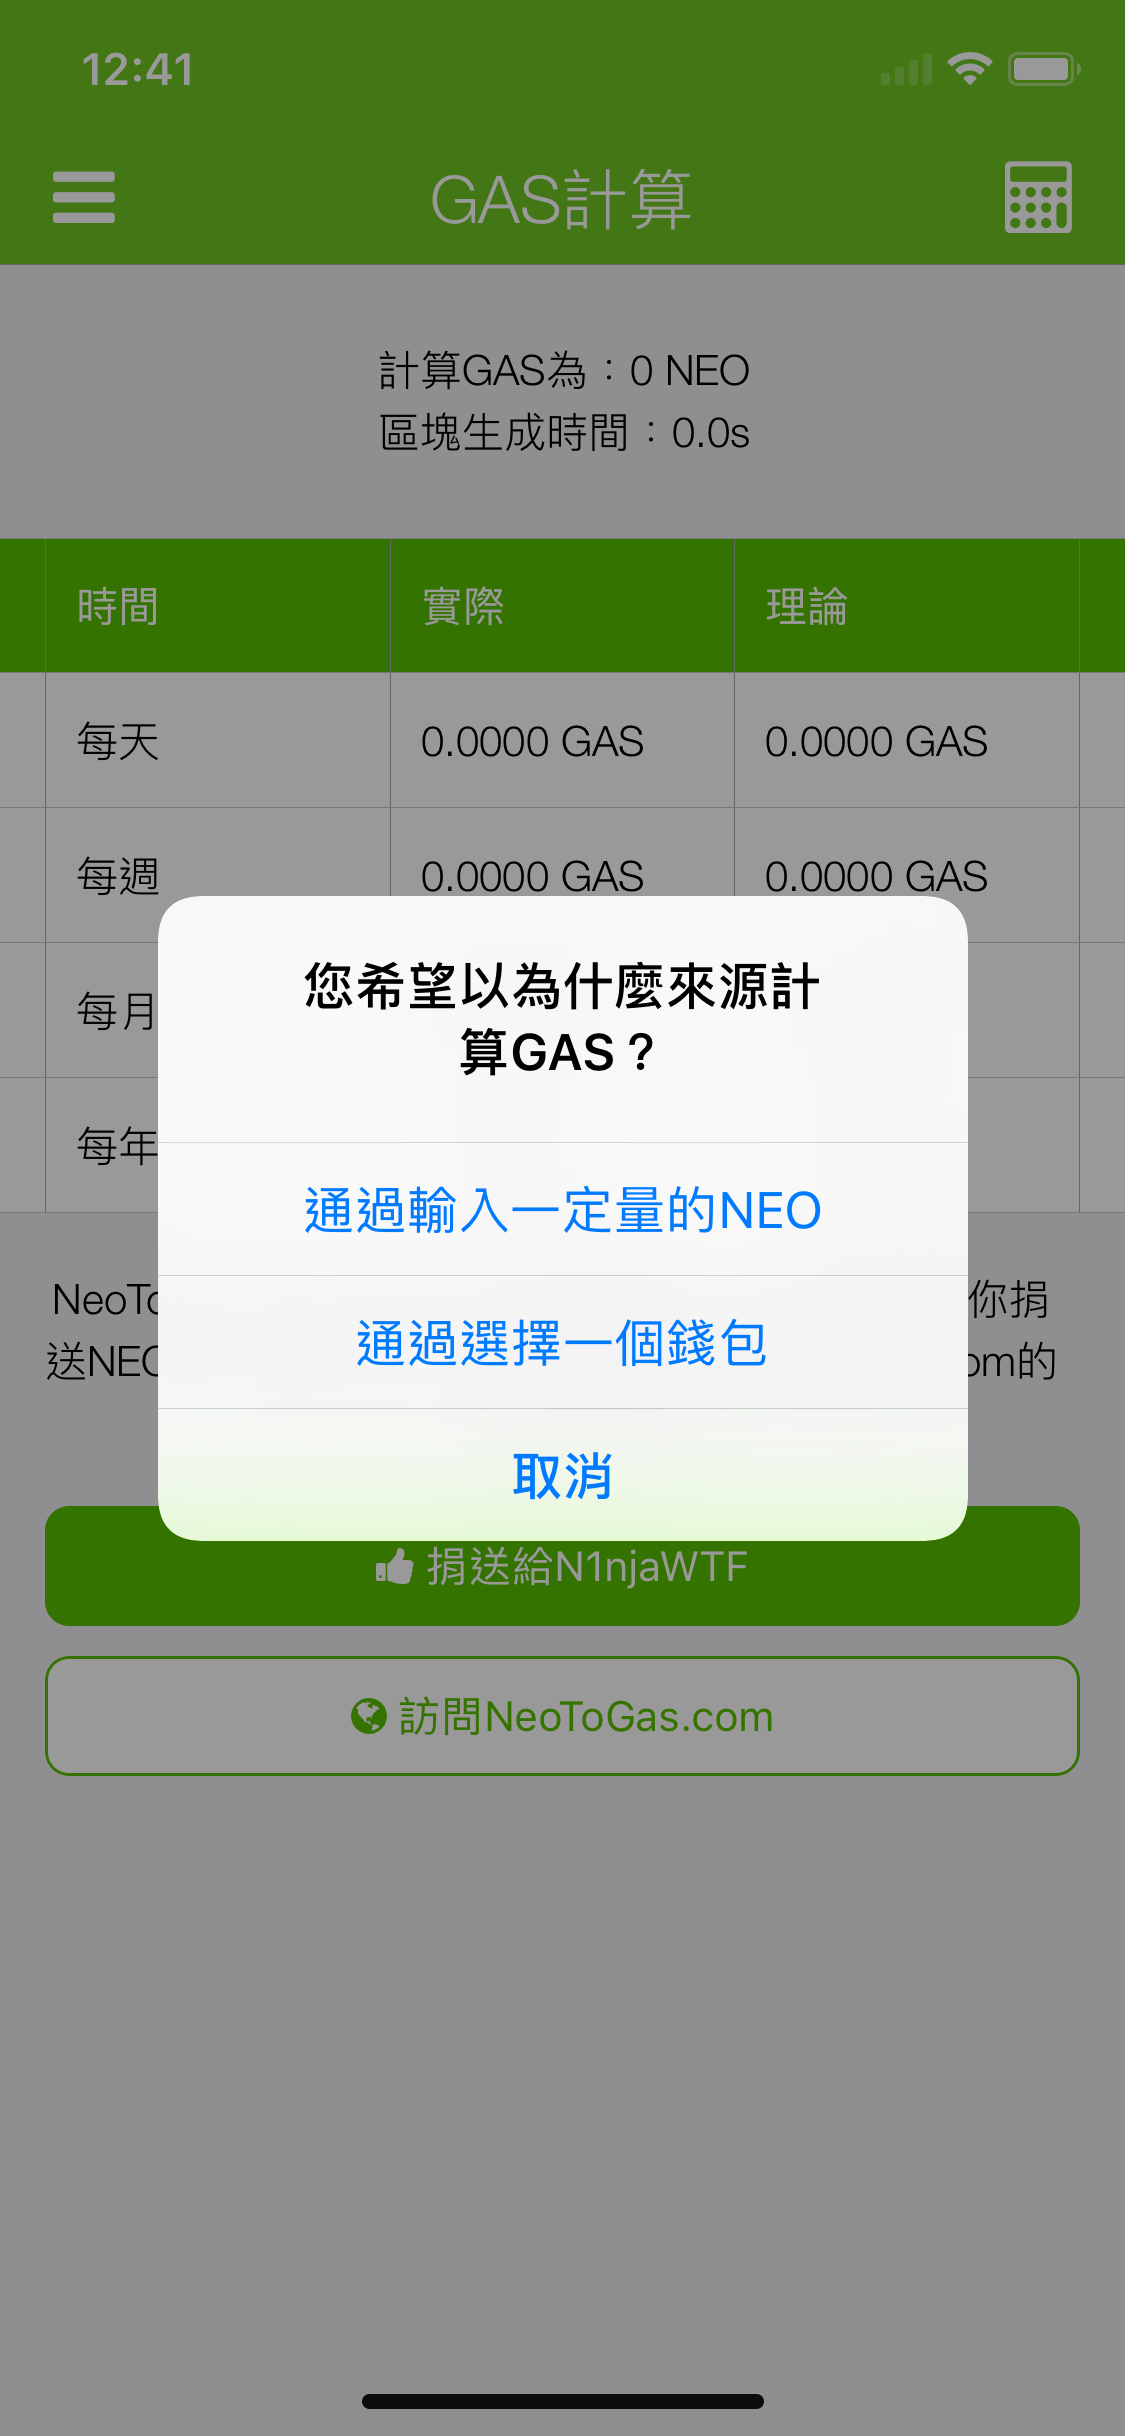 12:41
GAS計算
計算GAS為：0 NEO
區塊生成時間：0.0s
時間 實際 理論
每天 0.0000 GAS 0.0000 GAS
每週 0.0000 GAS 0.0000 GAS
每月
每年
您希望以為什麼來源計
算GAS？
通過輸入一定量的NEO
通過選擇一個錢包
取消
你捐
送NEO
om的
捐送給N1njaWTF
訪問NeoToGas.com